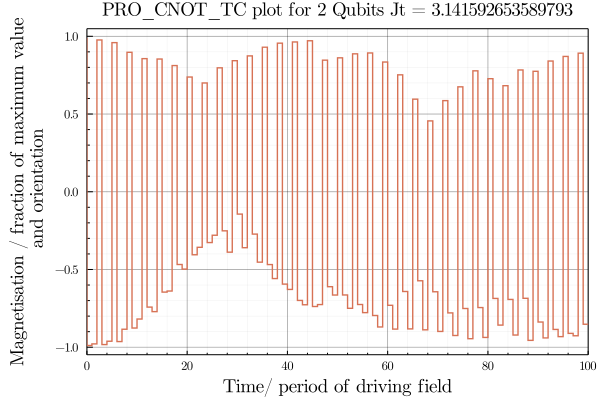 PRO_CNOT_TC plot for 2 Qubits Jt = 3.141592653589793
Magnetisation / fraction of maximum value
and orientation
1.0
0.5
0.0
−0.5
−1.0
0
20
40
60
80
100
Time/ period of driving field